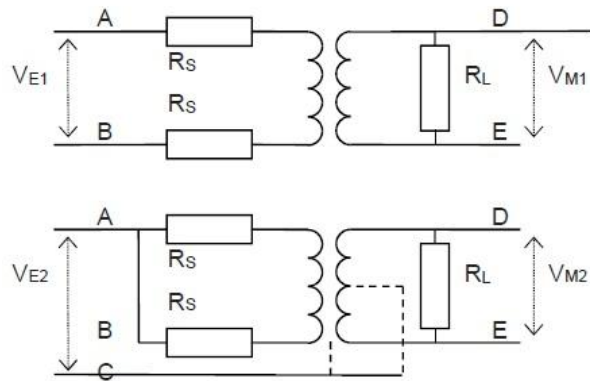 A D
RS
VE1 RS RL VM1
B E
A D
RS
VE2 RS RL VM2
B E
C